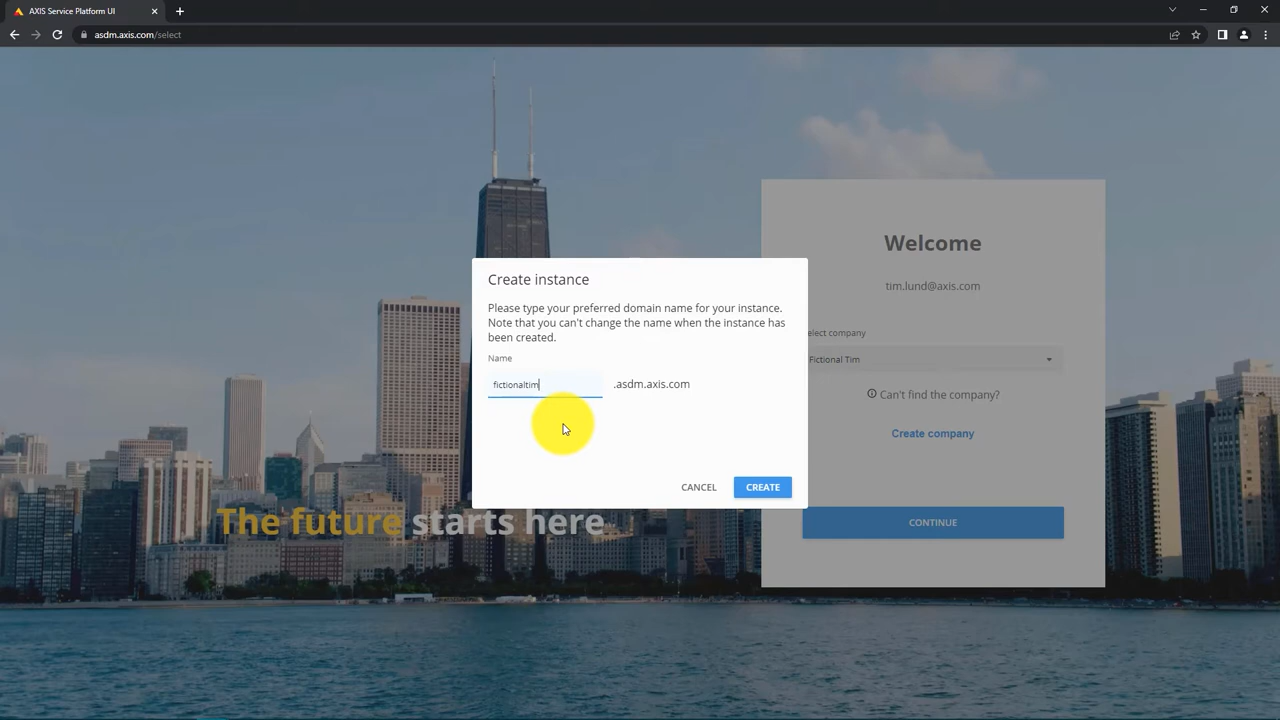 AXIS Service Platform UI
asdm.axis.com/select
Welcome
tim.lund@axis.com
Create instance
Please type your preferred domain name for your instance.
Note that you can't change the name when the instance has
been created.
Name
fictionaltim
.asdm.axis.com
CANCEL
CREATE
elect company
Fictional Tim
Can't find the company?
Create company
CONTINUE
The future starts here